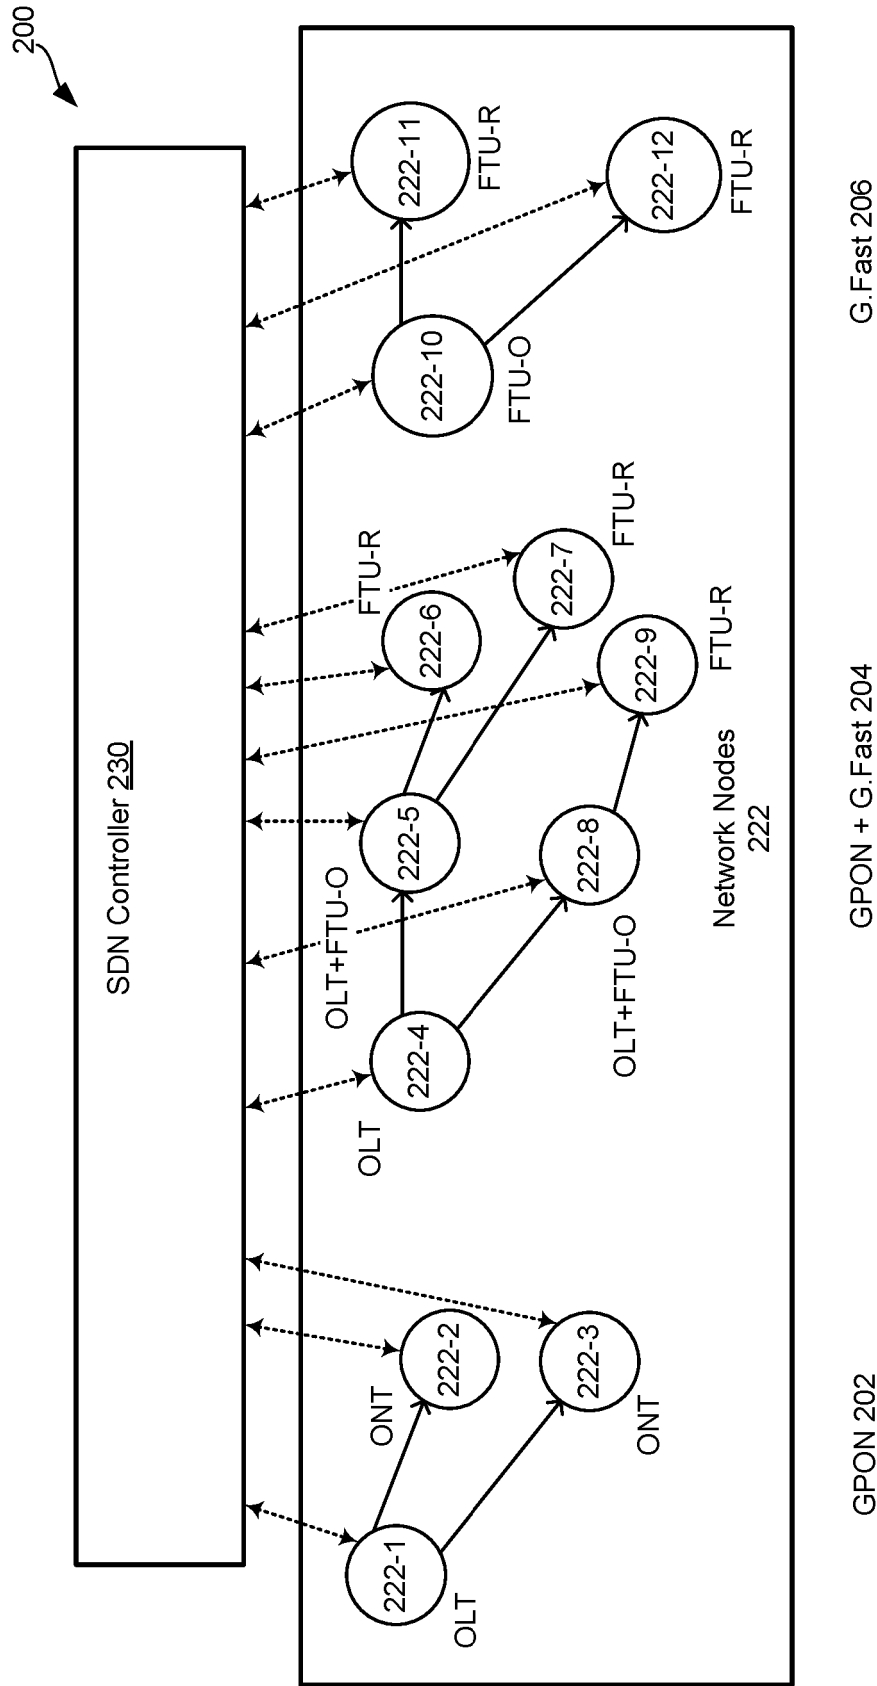 200
SDN Controller 230
222-1
OLT
ONT
222-2
222-3
ONT
OLT
222-4
OLT+FTU-O
222-5
222-8
OLT+FTU-O
FTU-R
222-6
222-7
FTU-R
222-9
FTU-R
222-10
FTU-O
222-11
FTU-R
222-12
FTU-R
Network Nodes
222
GPON 202
GPON + G.Fast 204
G.Fast 206